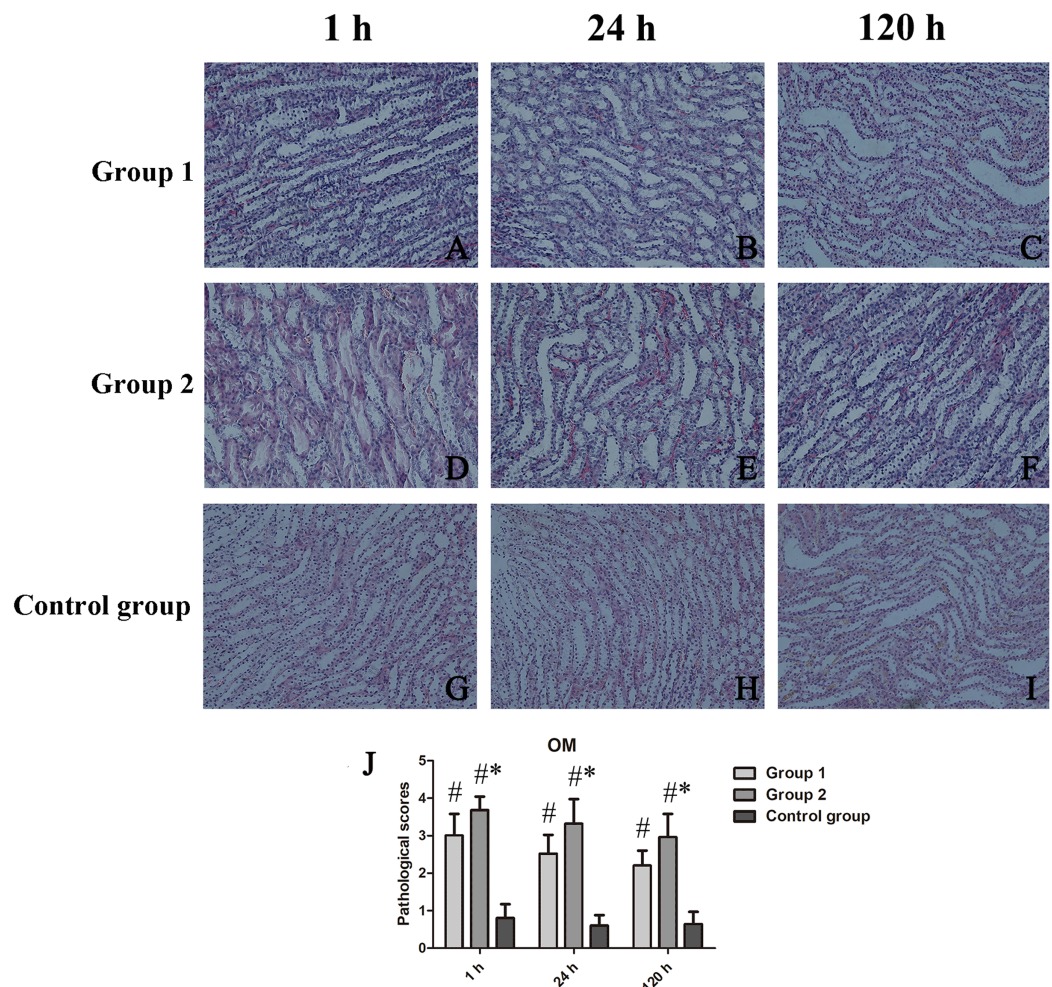 1 h 24 h 120 h
Group 1
A B C
Group 2
D E F
Control group
G H I
J
OM
Pathological scores
5
4
3
2
1
0
# #* # #* # #*
1 h 24 h 120 h
Group 1
Group 2
Control group